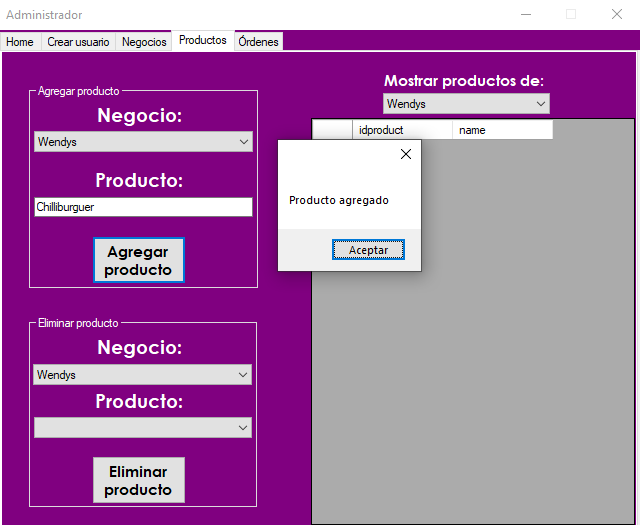 Administrador
Home Crear usuario Negocios Productos Órdenes
Agregar producto
Negocio:
Wendys
Producto:
Chilliburguer
Agregar
producto
Eliminar producto
Negocio:
Wendys
Producto:
Eliminar
producto
Mostrar productos de:
Wendys
idproduct name
Producto agregado
Aceptar